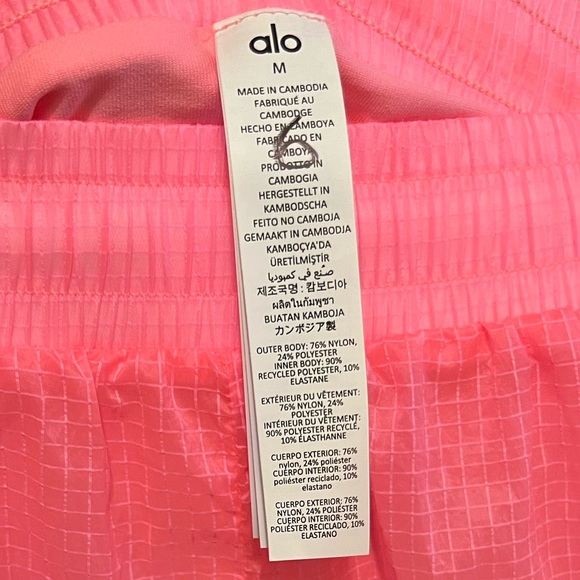 alo
M
MADE IN CAMBODIA
FABRIQUÉ AU
CAMBODGE
HECHO EN CAMBOYA
FABRICADO EN
CAMBOYA
6
PRODOTTO IN
CAMBOGIA
HERGESTELLT IN
KAMBODSCHA
FEITO NO CAMBOJA
GEMAAKT IN CAMBODJA
KAMBOÇYA'DA
ÜRETİLMİŞTİR
صنع في كمبوديا
제조국명 : 캄보디아
ผลิตในกัมพูชา
BUATAN KAMBOJA
カンボジア製
OUTER BODY: 76% NYLON,
24% POLYESTER
INNER BODY: 90%
RECYCLED POLYESTER, 10%
ELASTANE
EXTÉRIEUR DU VÊTEMENT:
76% NYLON, 24%
POLYESTER
INTÉRIEUR DU VÊTEMENT:
90% POLYESTER RECYCLÉ,
10% ÉLASTHANNE
CUERPO EXTERIOR: 76%
nylon, 24% poliéster
CUERPO INTERIOR: 90%
poliéster reciclado, 10%
elastano
CUERPO EXTERIOR: 76%
NYLON, 24% POLIÉSTER
CUERPO INTERIOR: 90%
POLIÉSTER RECICLADO, 10%
ELASTANO